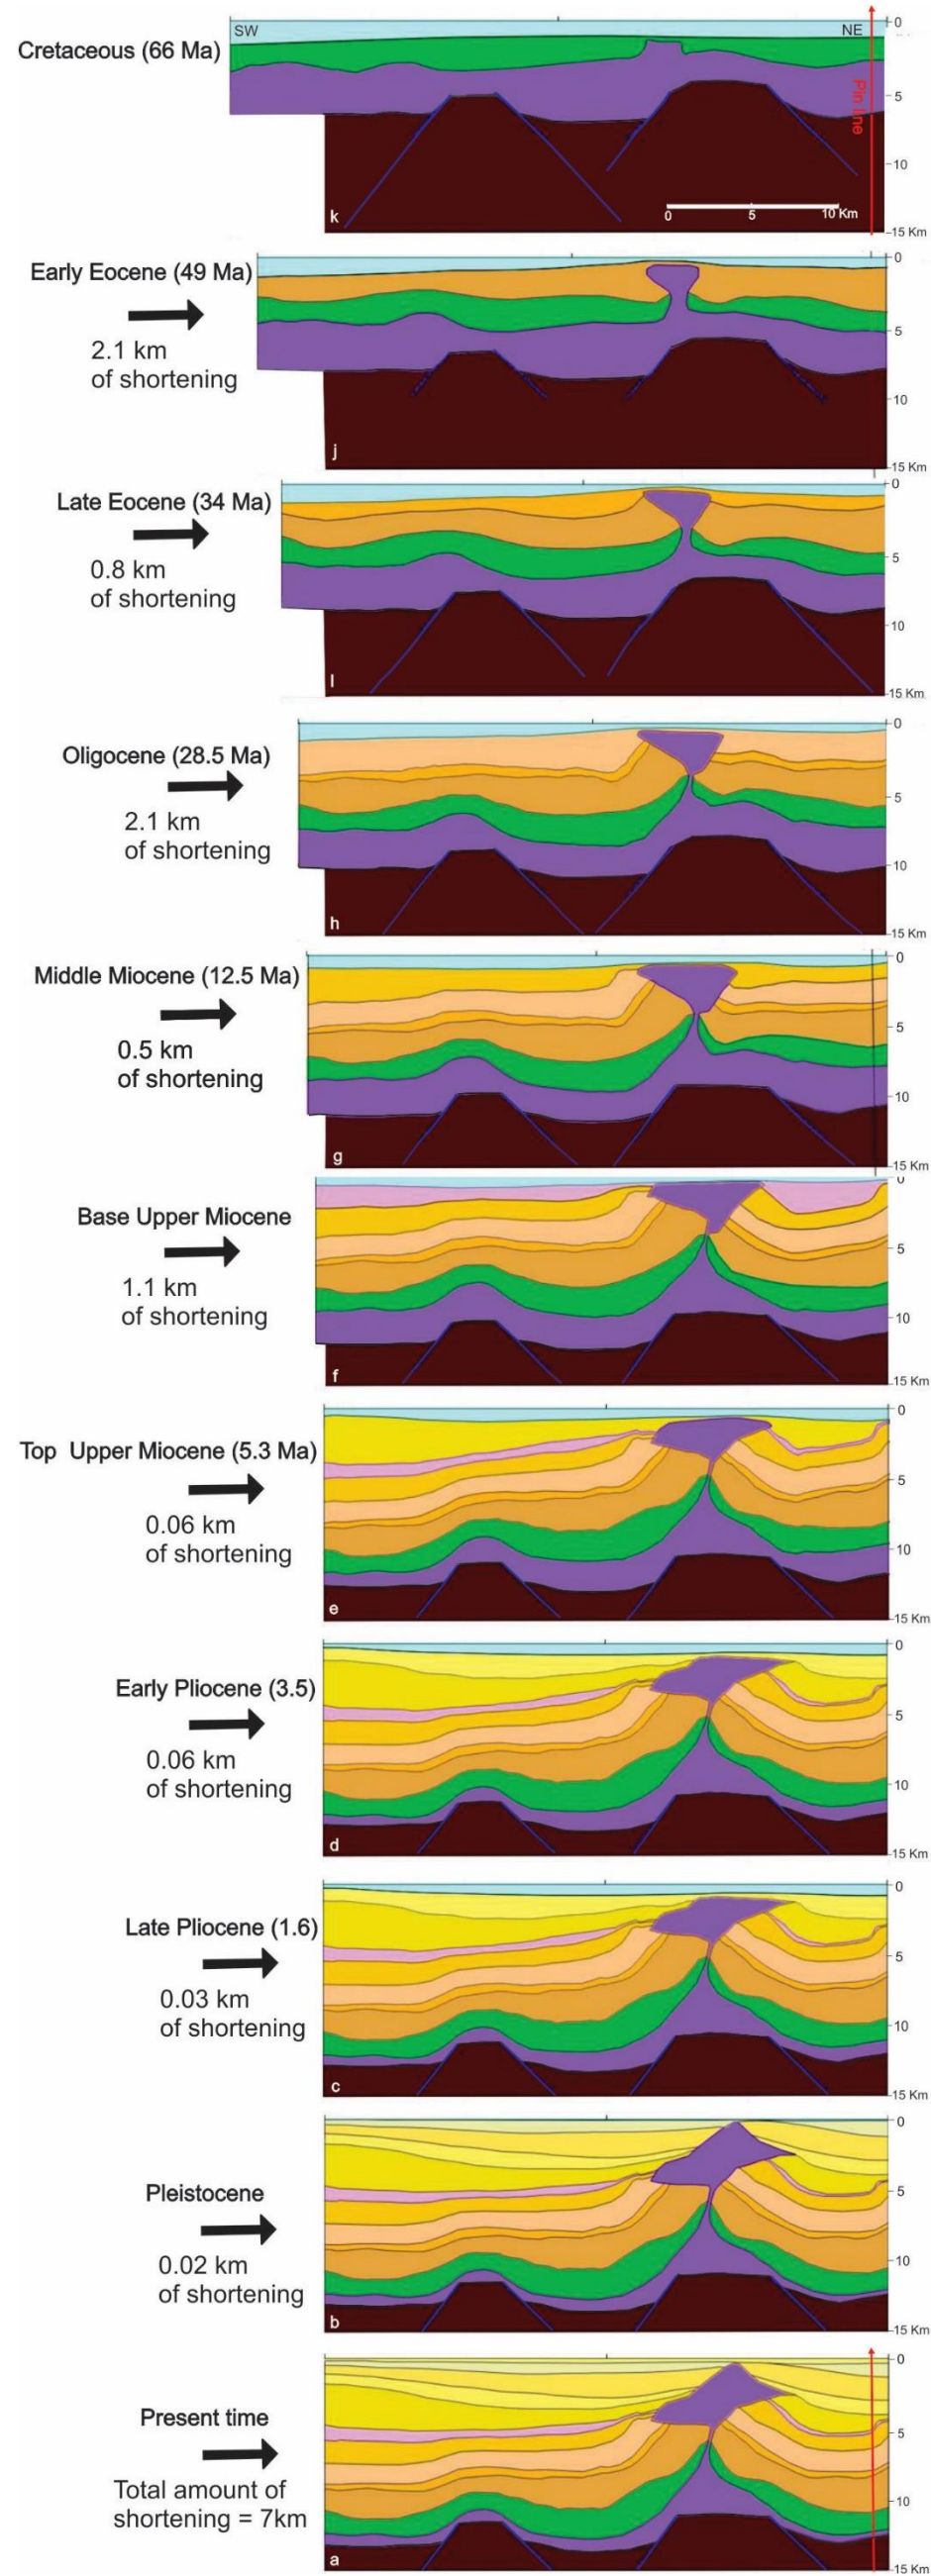 SW
NE
Cretaceous (66 Ma)
Pin line
0
5
10
15 Km
0 5 10 Km
k
Early Eocene (49 Ma)
2.1 km
of shortening
0
5
10
15 Km
j
Late Eocene (34 Ma)
0.8 km
of shortening
0
5
10
15 Km
I
Oligocene (28.5 Ma)
2.1 km
of shortening
0
5
10
15 Km
h
Middle Miocene (12.5 Ma)
0.5 km
of shortening
0
5
10
15 Km
g
Base Upper Miocene
1.1 km
of shortening
0
5
10
15 Km
f
Top Upper Miocene (5.3 Ma)
0.06 km
of shortening
0
5
10
15 Km
e
Early Pliocene (3.5)
0.06 km
of shortening
0
5
10
15 Km
d
Late Pliocene (1.6)
0.03 km
of shortening
0
5
10
15 Km
c
Pleistocene
0.02 km
of shortening
0
5
10
15 Km
b
Present time
Total amount of
shortening = 7km
0
5
10
15 Km
a